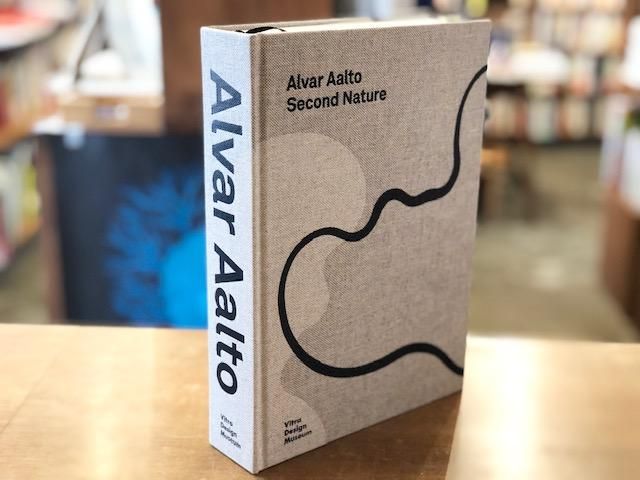 Alvar Aalto
Vitra
Design
Museum
Alvar Aalto
Second Nature
Vitra
Design
Museum